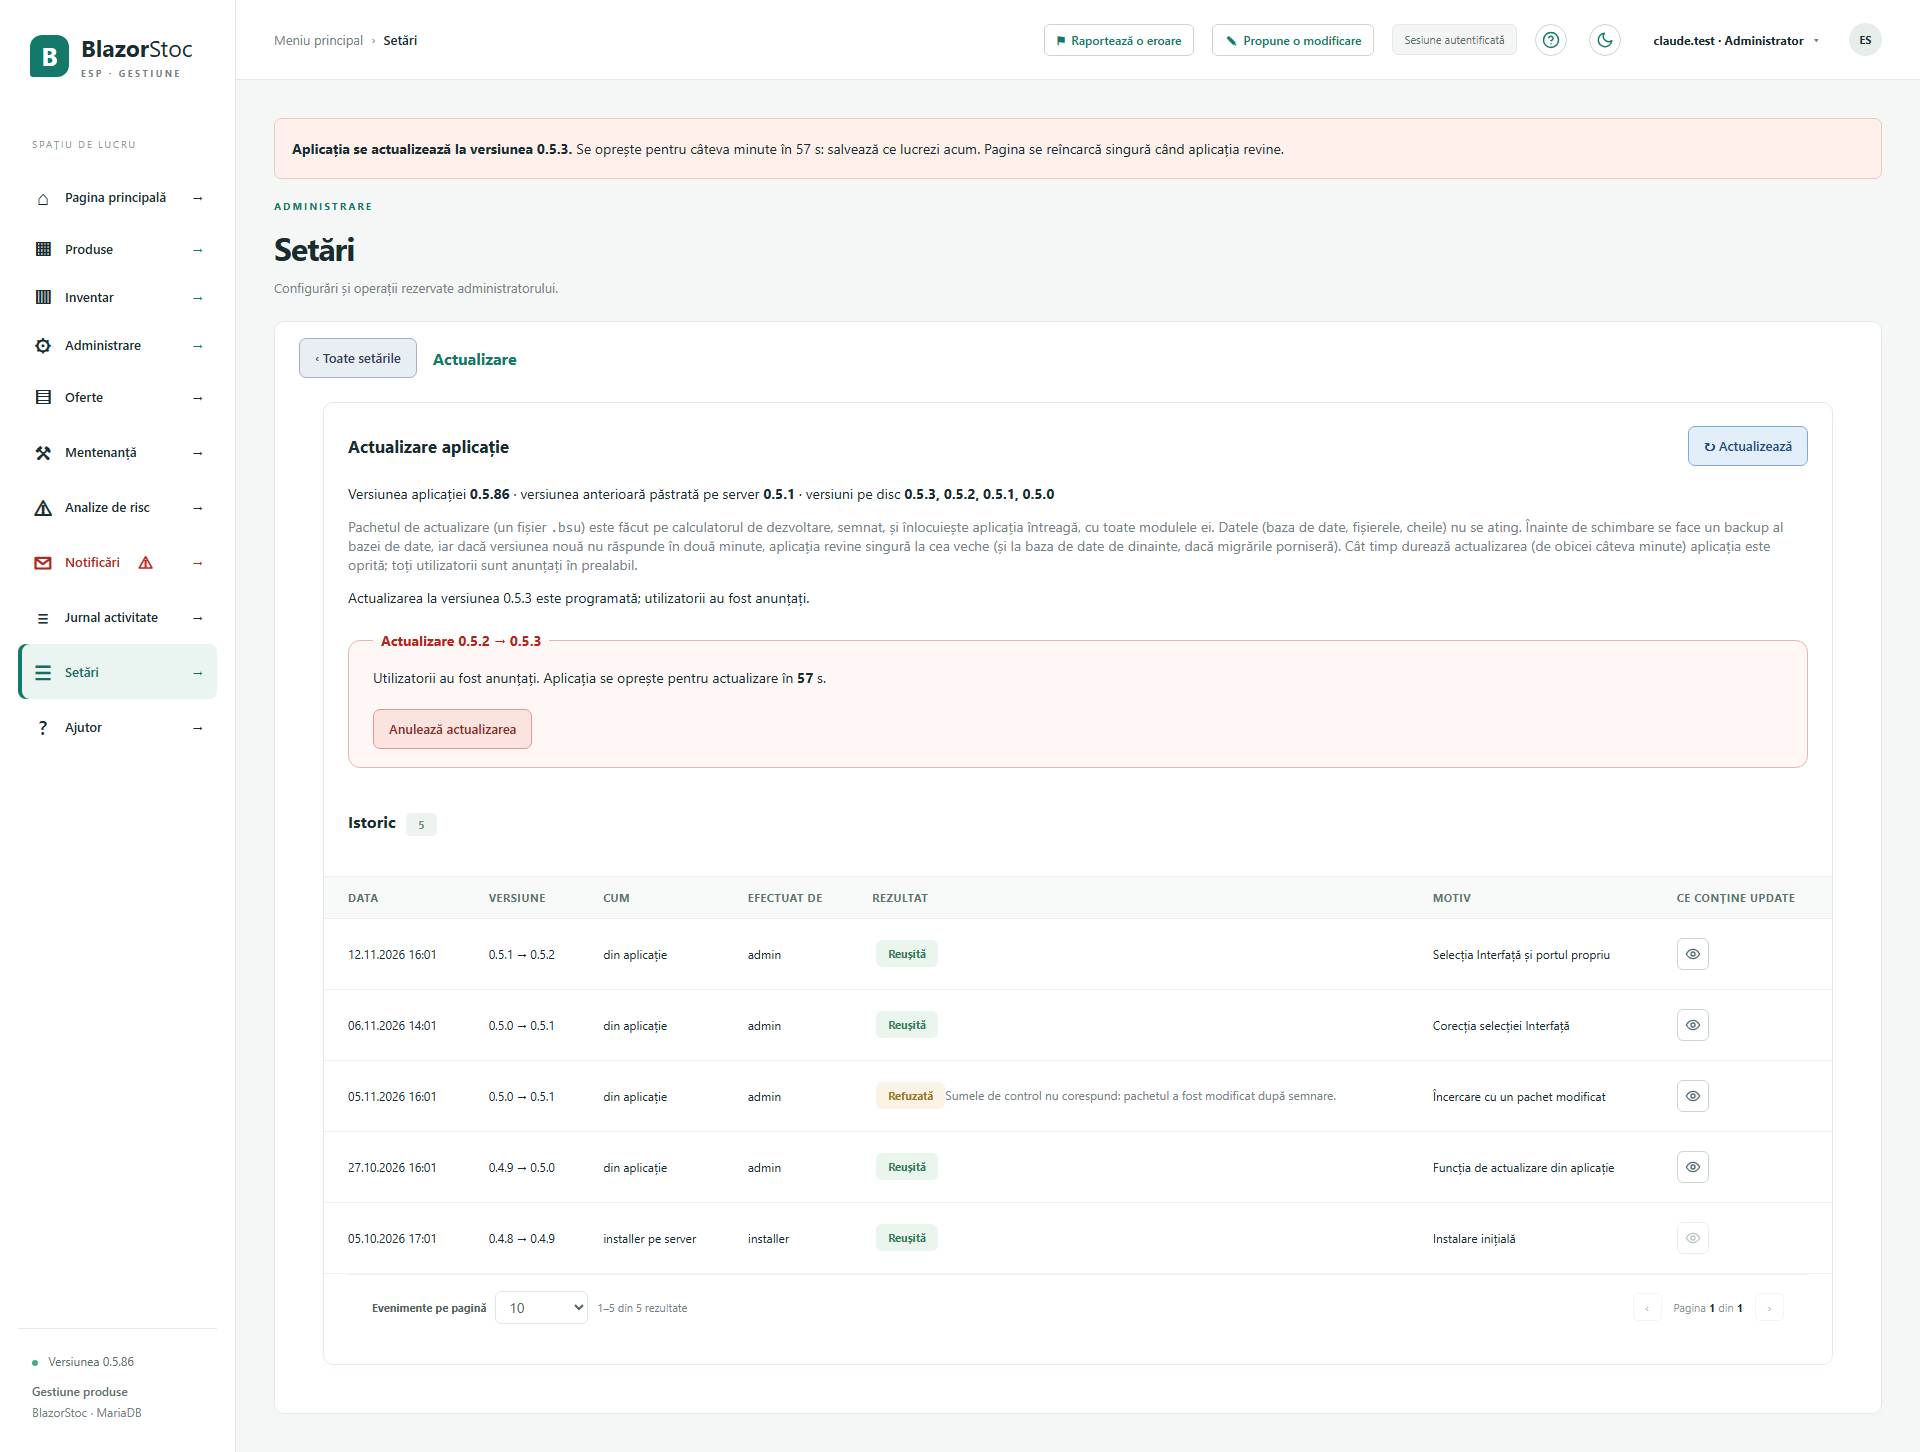 B
BlazorStoc
ESP · GESTIUNE
Meniu principal › Setări
Raportează o eroare
Propune o modificare
Sesiune autentificată
claude.test · Administrator
ES
SPAȚIU DE LUCRU
Pagina principală →
Produse →
Inventar →
Administrare →
Oferte →
Mentenanță →
Analize de risc →
Notificări →
Jurnal activitate →
Setări →
? Ajutor →
Versiunea 0.5.86
Gestiune produse
BlazorStoc · MariaDB
Aplicația se actualizează la versiunea 0.5.3. Se oprește pentru câteva minute în 57 s: salvează ce lucrezi acum. Pagina se reîncarcă singură când aplicația revine.
ADMINISTRARE
Setări
Configurări și operații rezervate administratorului.
‹ Toate setările
Actualizare
Actualizare aplicație
↻ Actualizează
Versiunea aplicației 0.5.86 · versiunea anterioară păstrată pe server 0.5.1 · versiuni pe disc 0.5.3, 0.5.2, 0.5.1, 0.5.0
Pachetul de actualizare (un fișier .bsu) este făcut pe calculatorul de dezvoltare, semnat, și înlocuiește aplicația întreagă, cu toate modulele ei. Datele (baza de date, fișierele, cheile) nu se ating. Înainte de schimbare se face un backup al
bazei de date, iar dacă versiunea nouă nu răspunde în două minute, aplicația revine singură la cea veche (și la baza de date de dinainte, dacă migrările porniseră). Cât timp durează actualizarea (de obicei câteva minute) aplicația este
oprită; toți utilizatorii sunt anunțați în prealabil.
Actualizarea la versiunea 0.5.3 este programată; utilizatorii au fost anunțați.
Actualizare 0.5.2 → 0.5.3
Utilizatorii au fost anunțați. Aplicația se oprește pentru actualizare în 57 s.
Anulează actualizarea
Istoric 5
DATA VERSIUNE CUM EFECTUAT DE REZULTAT MOTIV CE CONȚINE UPDATE
12.11.2026 16:01 0.5.1 → 0.5.2 din aplicație admin Reușită Selecția Interfață și portul propriu
06.11.2026 14:01 0.5.0 → 0.5.1 din aplicație admin Reușită Corecția selecției Interfață
05.11.2026 16:01 0.5.0 → 0.5.1 din aplicație admin Refuzată Sumele de control nu corespund: pachetul a fost modificat după semnare. Încercare cu un pachet modificat
27.10.2026 16:01 0.4.9 → 0.5.0 din aplicație admin Reușită Funcția de actualizare din aplicație
05.10.2026 17:01 0.4.8 → 0.4.9 installer pe server installer Reușită Instalare inițială
Evenimente pe pagină 10 1–5 din 5 rezultate ‹ Pagina 1 din 1 ›